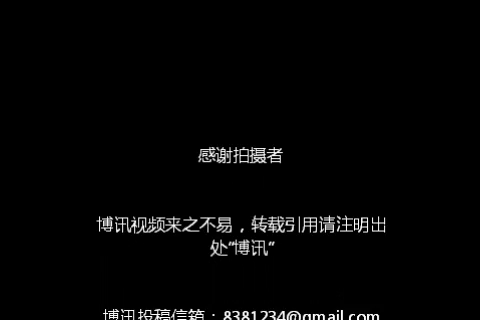 感谢拍摄者
博讯视频来之不易，转载引用请注明出
处“博讯”
博讯投稿信箱：8381234@gmail.com